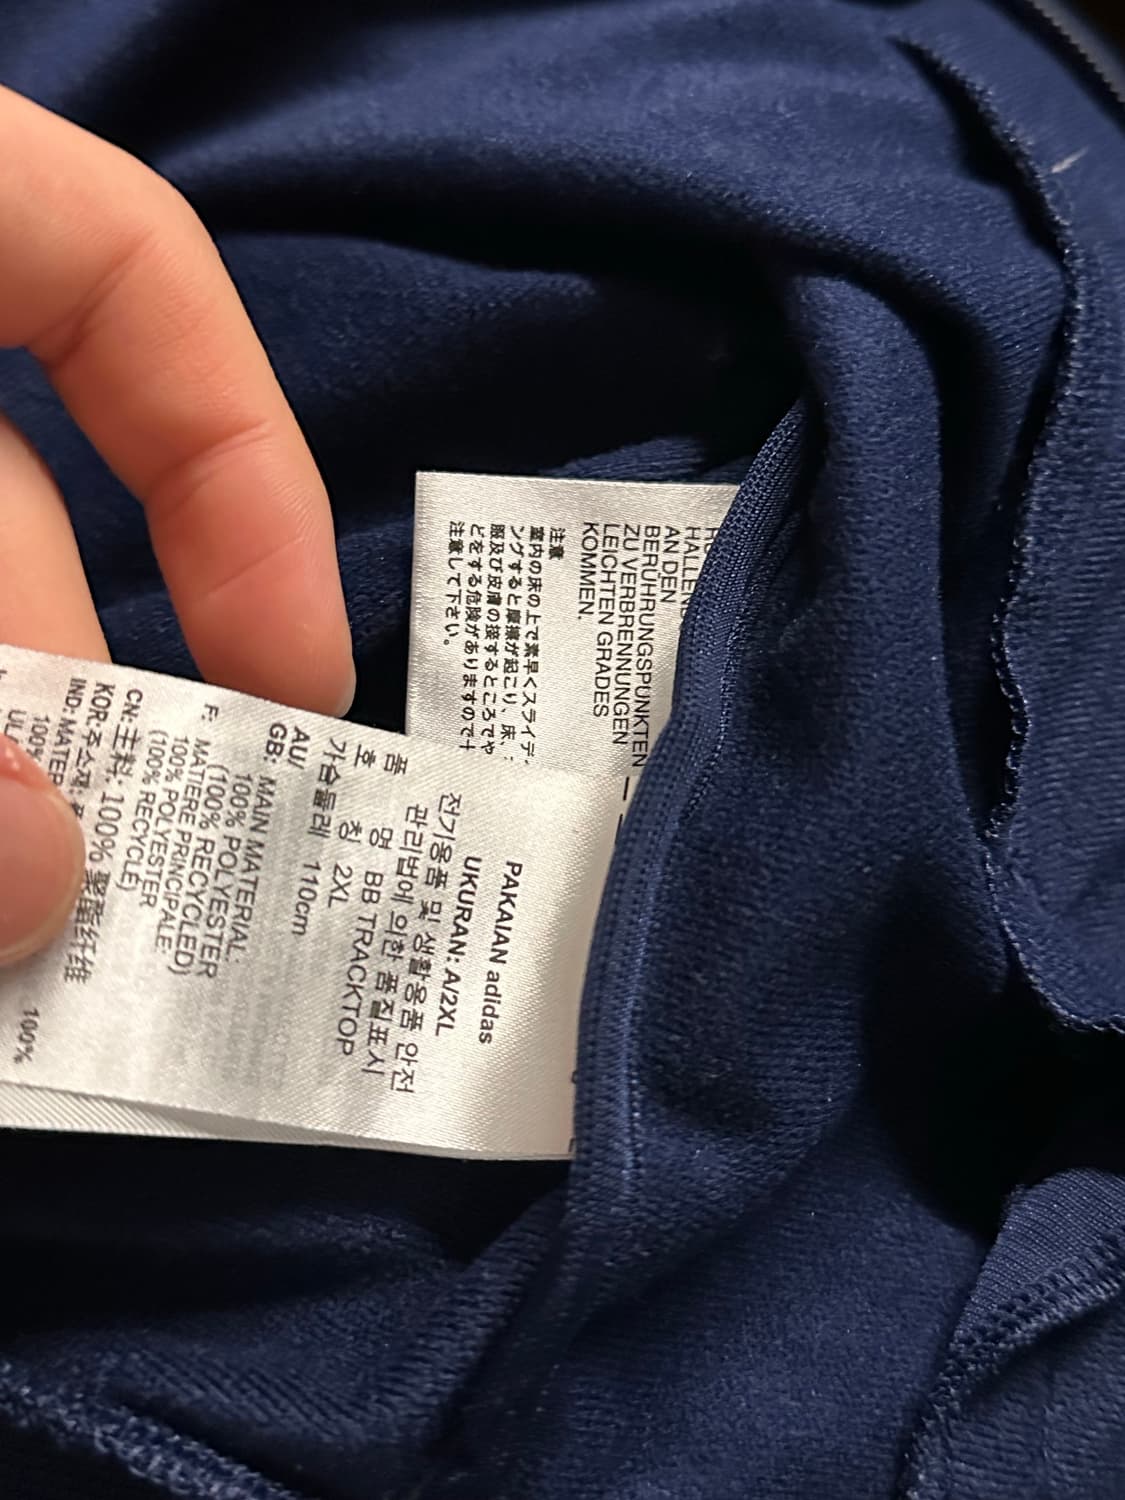 PAKAIAN adidas
UKURAN: A/2XL
전기용품 및 생활용품 안전
관리법에 의한 품질표시
품 명 BB TRACKTOP
호 칭 2XL
가슴둘레 110cm
AU/
GB: MAIN MATERIAL
100% POLYESTER
(100% RECYCLED)
F: MATERE PRINCIPALE
100% POLYESTER
(100% RECYCLE)
CN:主料: 100% 聚酯纤维
KOR:주소재:
IND: MATER
100%
100%
HALLEN
AN DEN
BERÜHRUNGSPUNKTEN
ZU VERBRENNUNGEN
LEICHTEN GRADES
KOMMEN.
注意
室内の床の上で素早くスライデ
ングすると摩擦が起こり、床、
服及び皮膚の接するところでや
どをする危険がありますので十
注意して下さい。